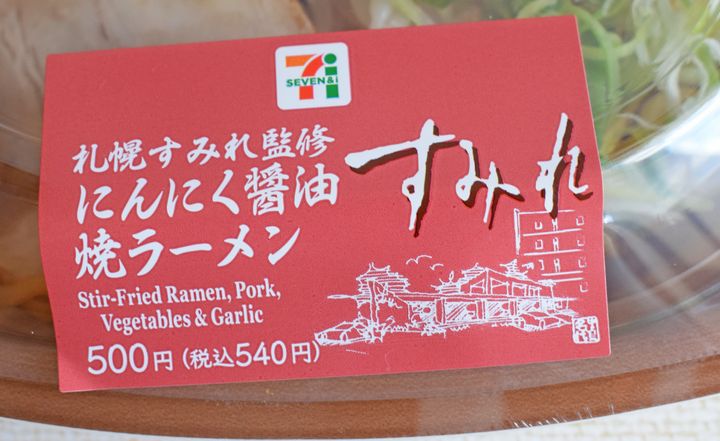 7i
SEVEN&i
札幌すみれ監修
にんにく醤油
焼ラーメン
すみれ
Stir-Fried Ramen, Pork,
Vegetables & Garlic
500円(税込540円)